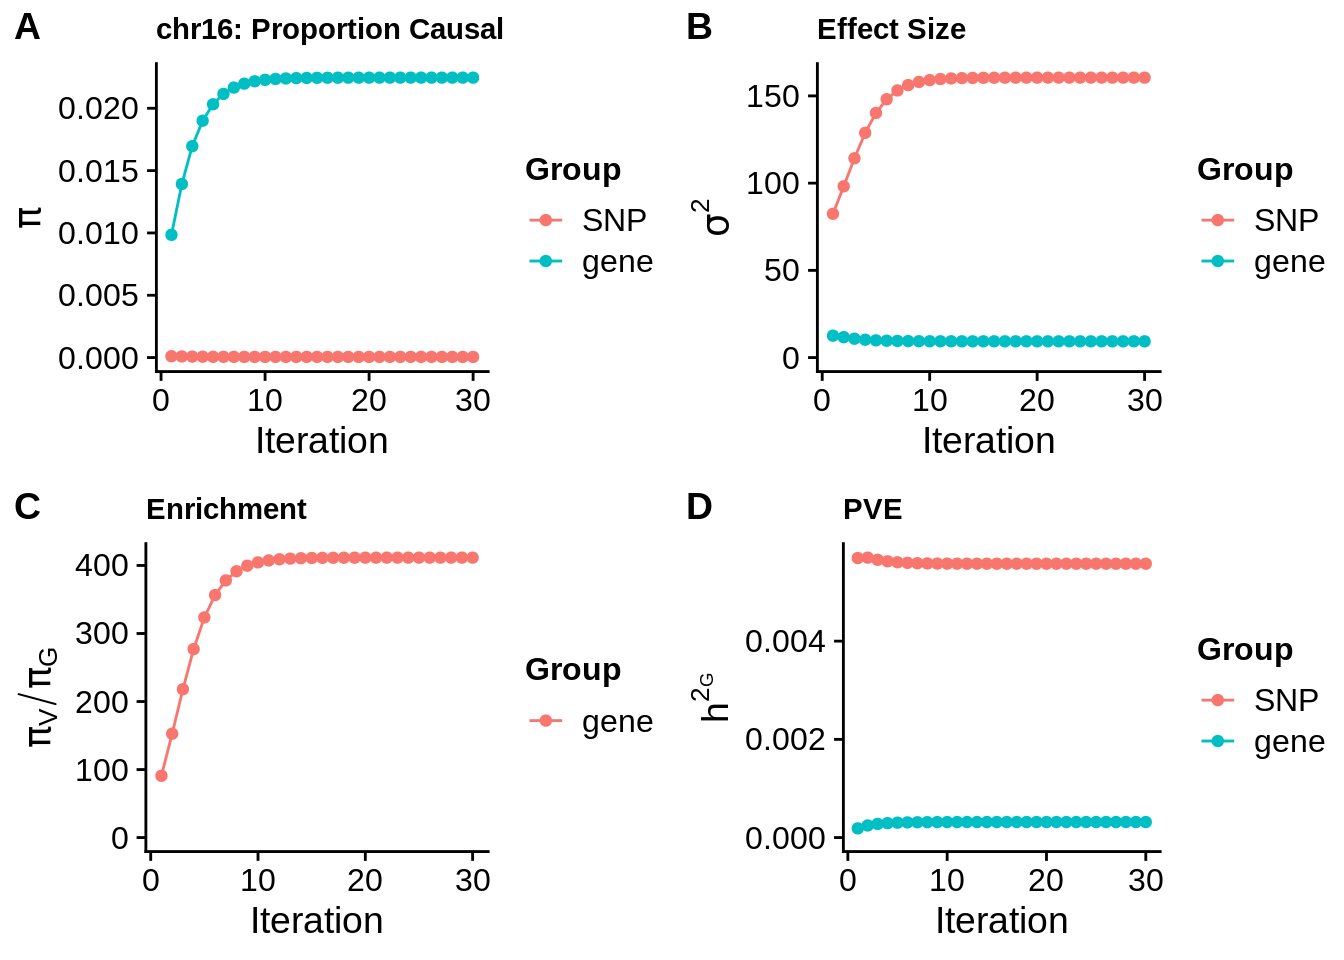 A
chr16: Proportion Causal
π
0.020
0.015
0.010
0.005
0.000
0 10 20 30
Iteration
Group
SNP
gene
B
Effect Size
σ²
150
100
50
0
0 10 20 30
Iteration
Group
SNP
gene
C
Enrichment
πV/πG
400
300
200
100
0
0 10 20 30
Iteration
Group
gene
D
PVE
h²G
0.004
0.002
0.000
0 10 20 30
Iteration
Group
SNP
gene